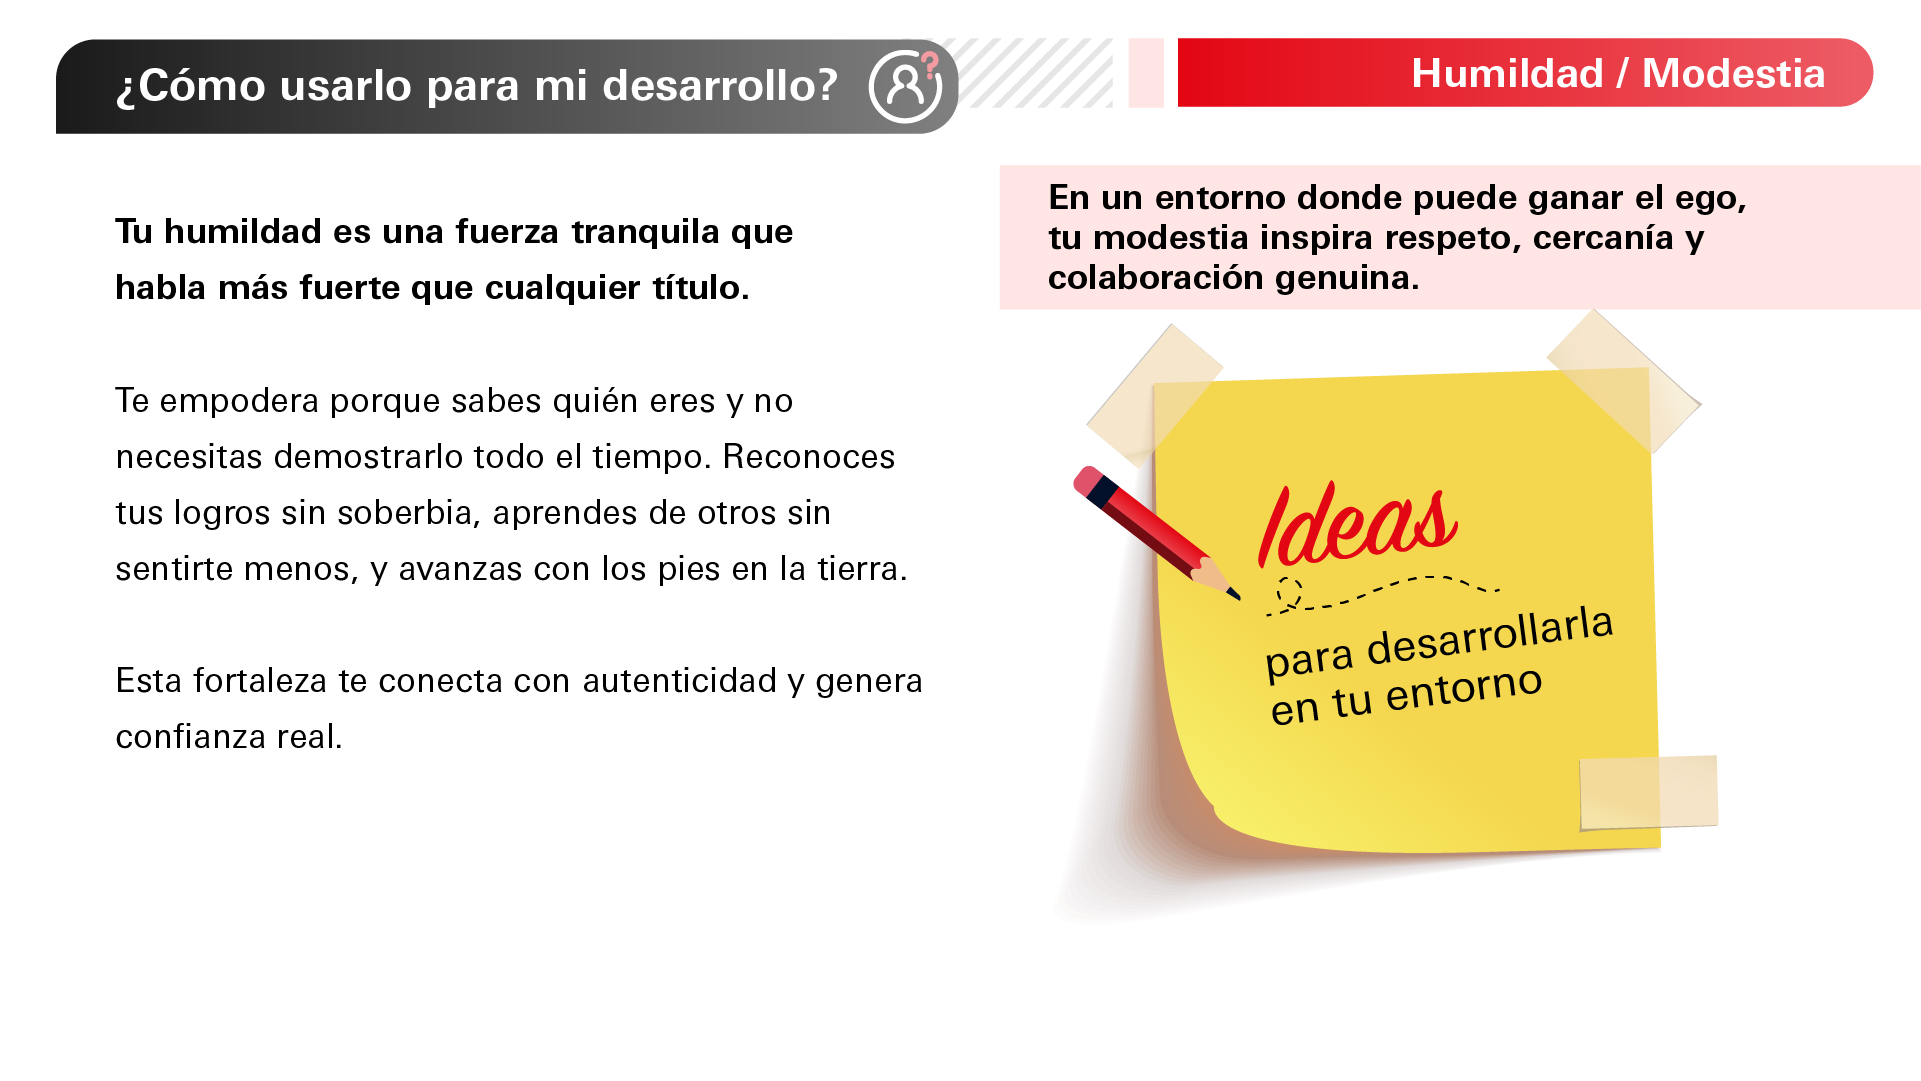 ¿Cómo usarlo para mi desarrollo?
Humildad / Modestia
Tu humildad es una fuerza tranquila que
habla más fuerte que cualquier título.
Te empodera porque sabes quién eres y no
necesitas demostrarlo todo el tiempo. Reconoces
tus logros sin soberbia, aprendes de otros sin
sentirte menos, y avanzas con los pies en la tierra.
Esta fortaleza te conecta con autenticidad y genera
confianza real.
En un entorno donde puede ganar el ego,
tu modestia inspira respeto, cercanía y
colaboración genuina.
Ideas
para desarrollarla
en tu entorno